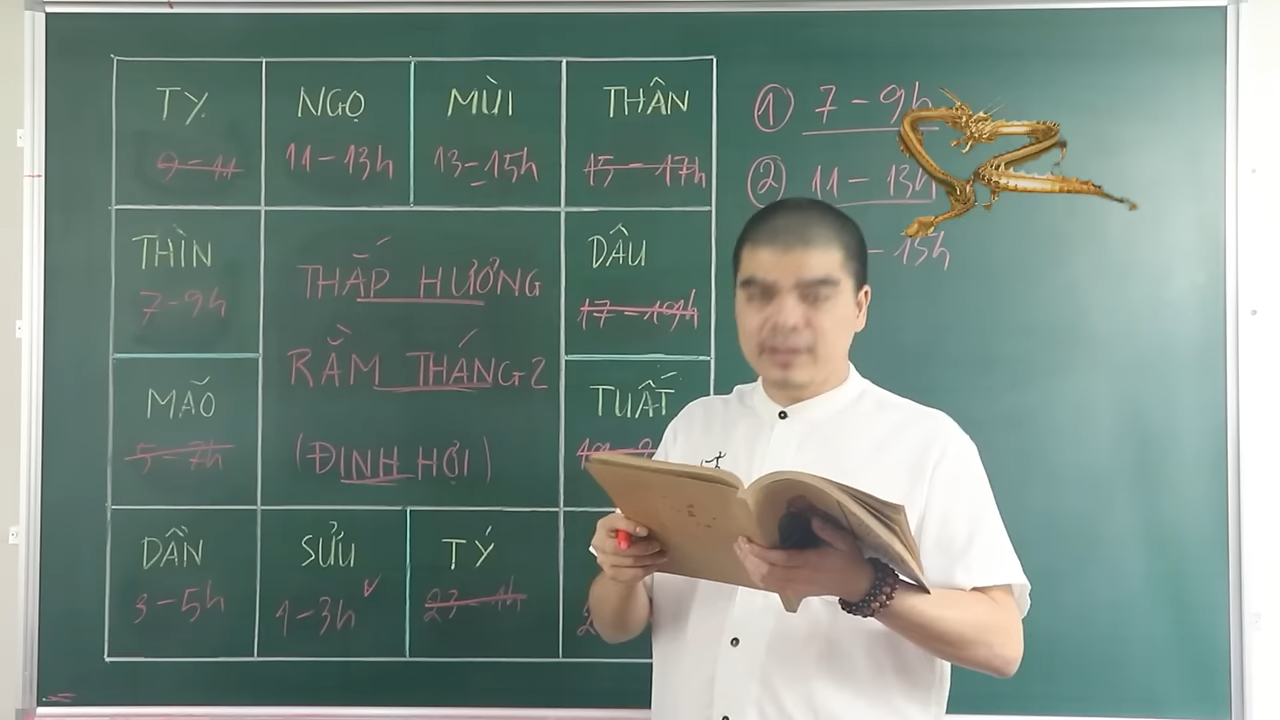 TỴ
9-11
NGỌ
11-13h
MÙI
13-15h
THÂN
15-17h
THÌN
7-9h
DẬU
17-19h
MÃO
5-7h
TUẤT
DẦN
3-5h
SỬU
1-3h
TÝ
23-1h
THẮP HƯƠNG
RẰM THÁNG 2
(ĐINH HỢI)
① 7-9h
② 11-13h
-15h